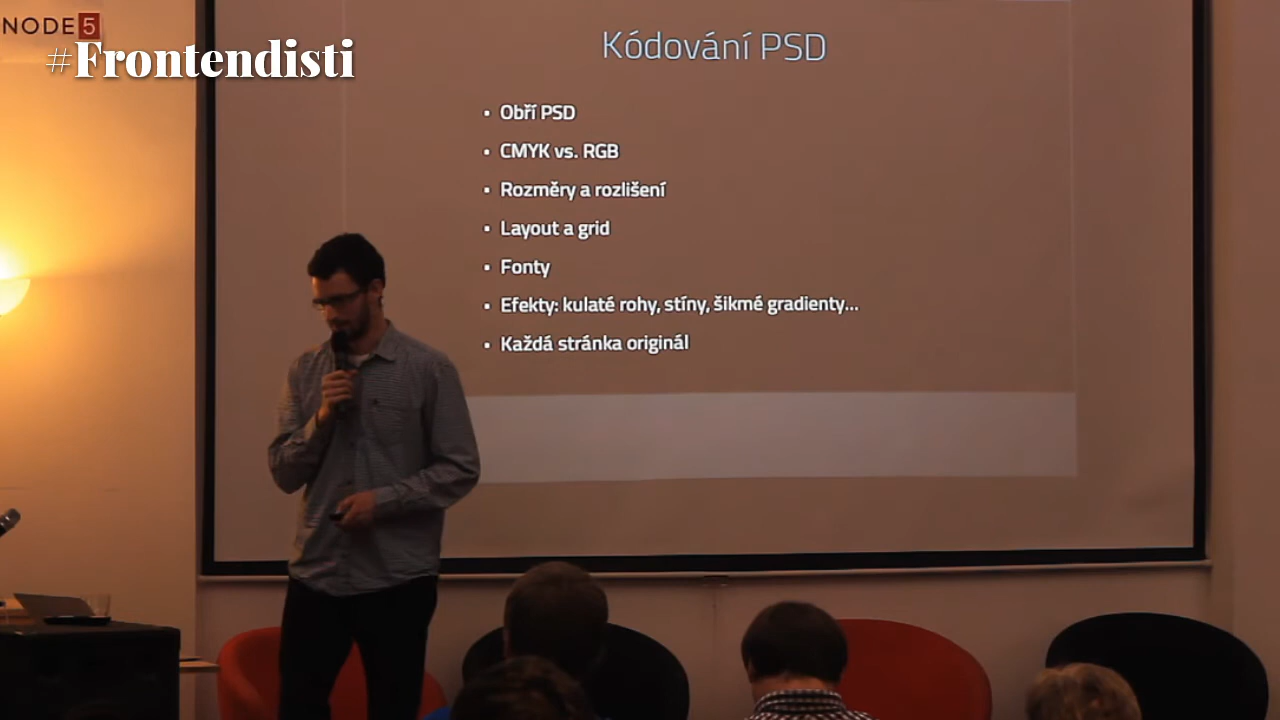 NODE5
#Frontendisti
Kódování PSD
• Obří PSD
• CMYK vs. RGB
• Rozměry a rozlišení
• Layout a grid
• Fonty
• Efekty: kulaté rohy, stíny, šikmé gradienty...
• Každá stránka originál